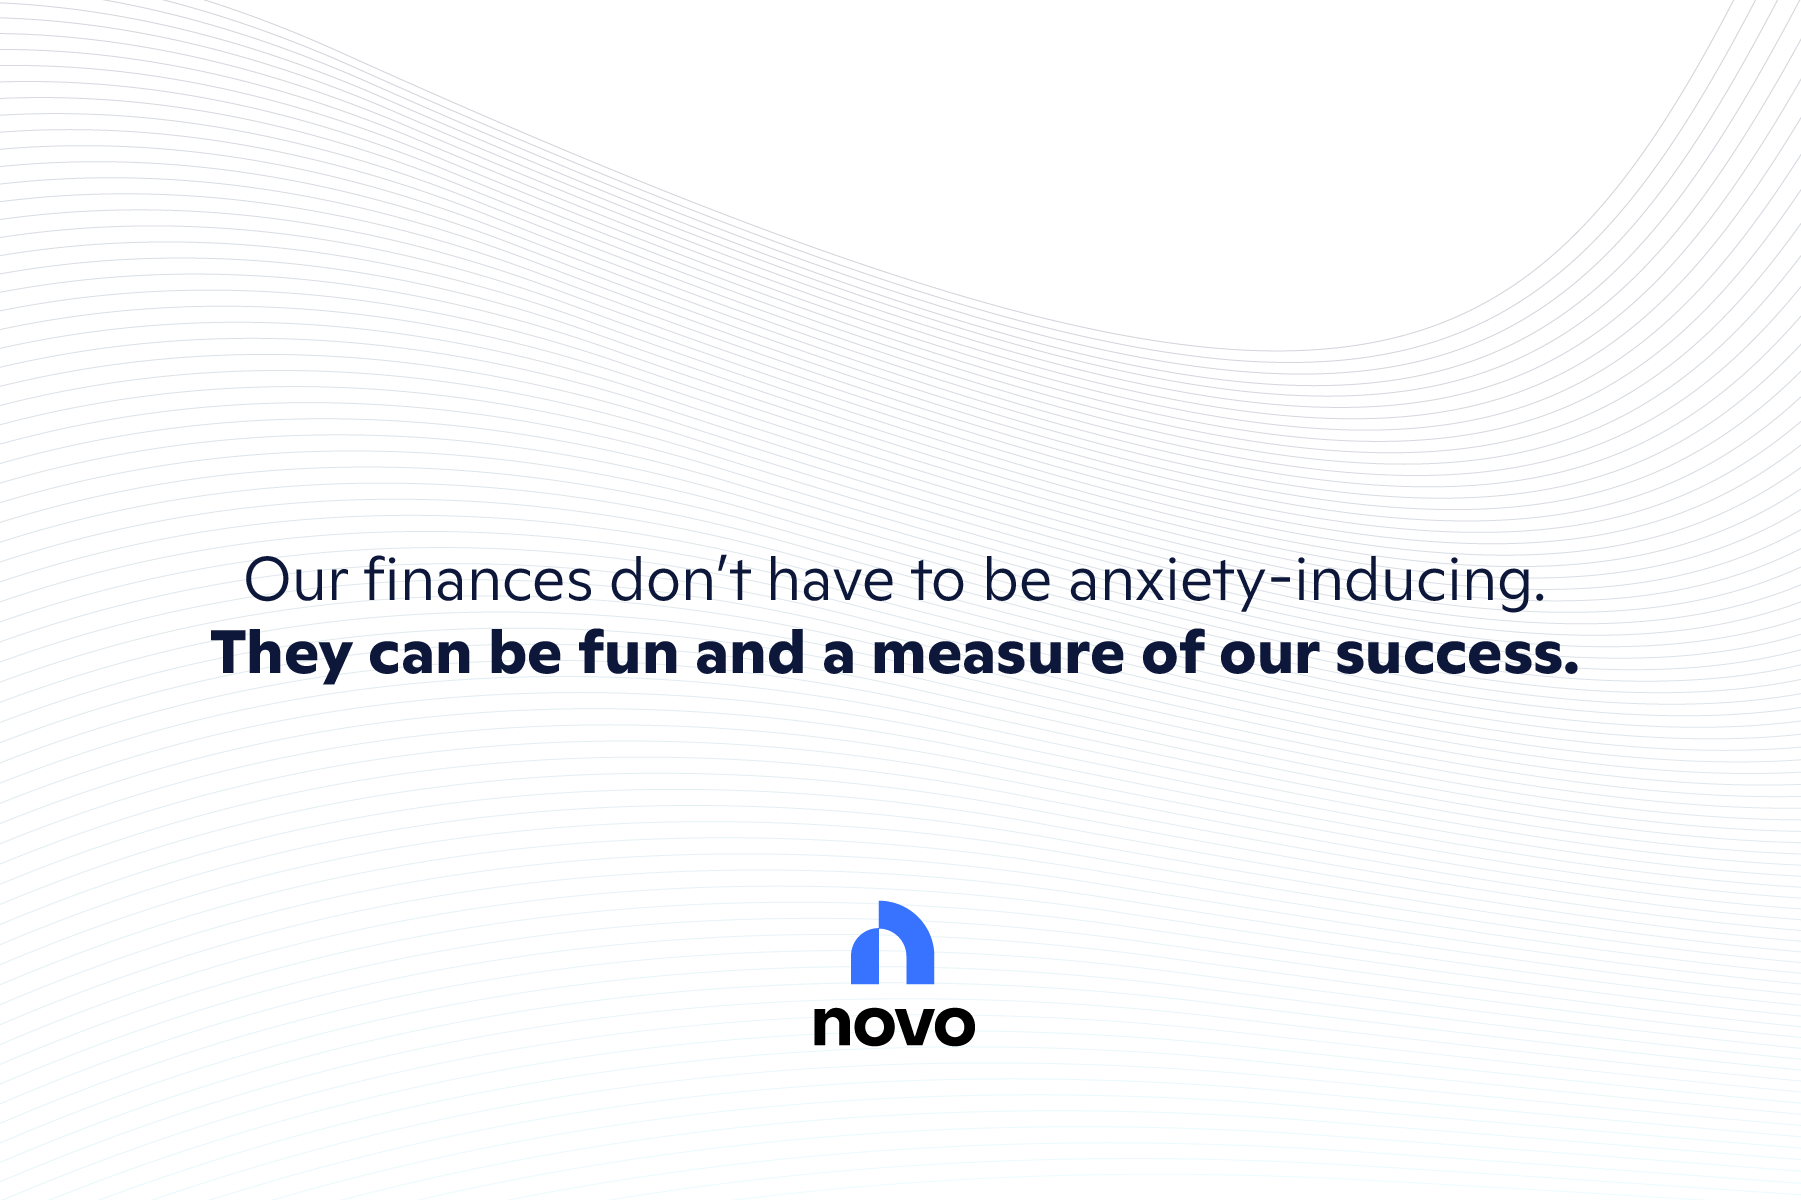 Our finances don’t have to be anxiety-inducing.
They can be fun and a measure of our success.
novo